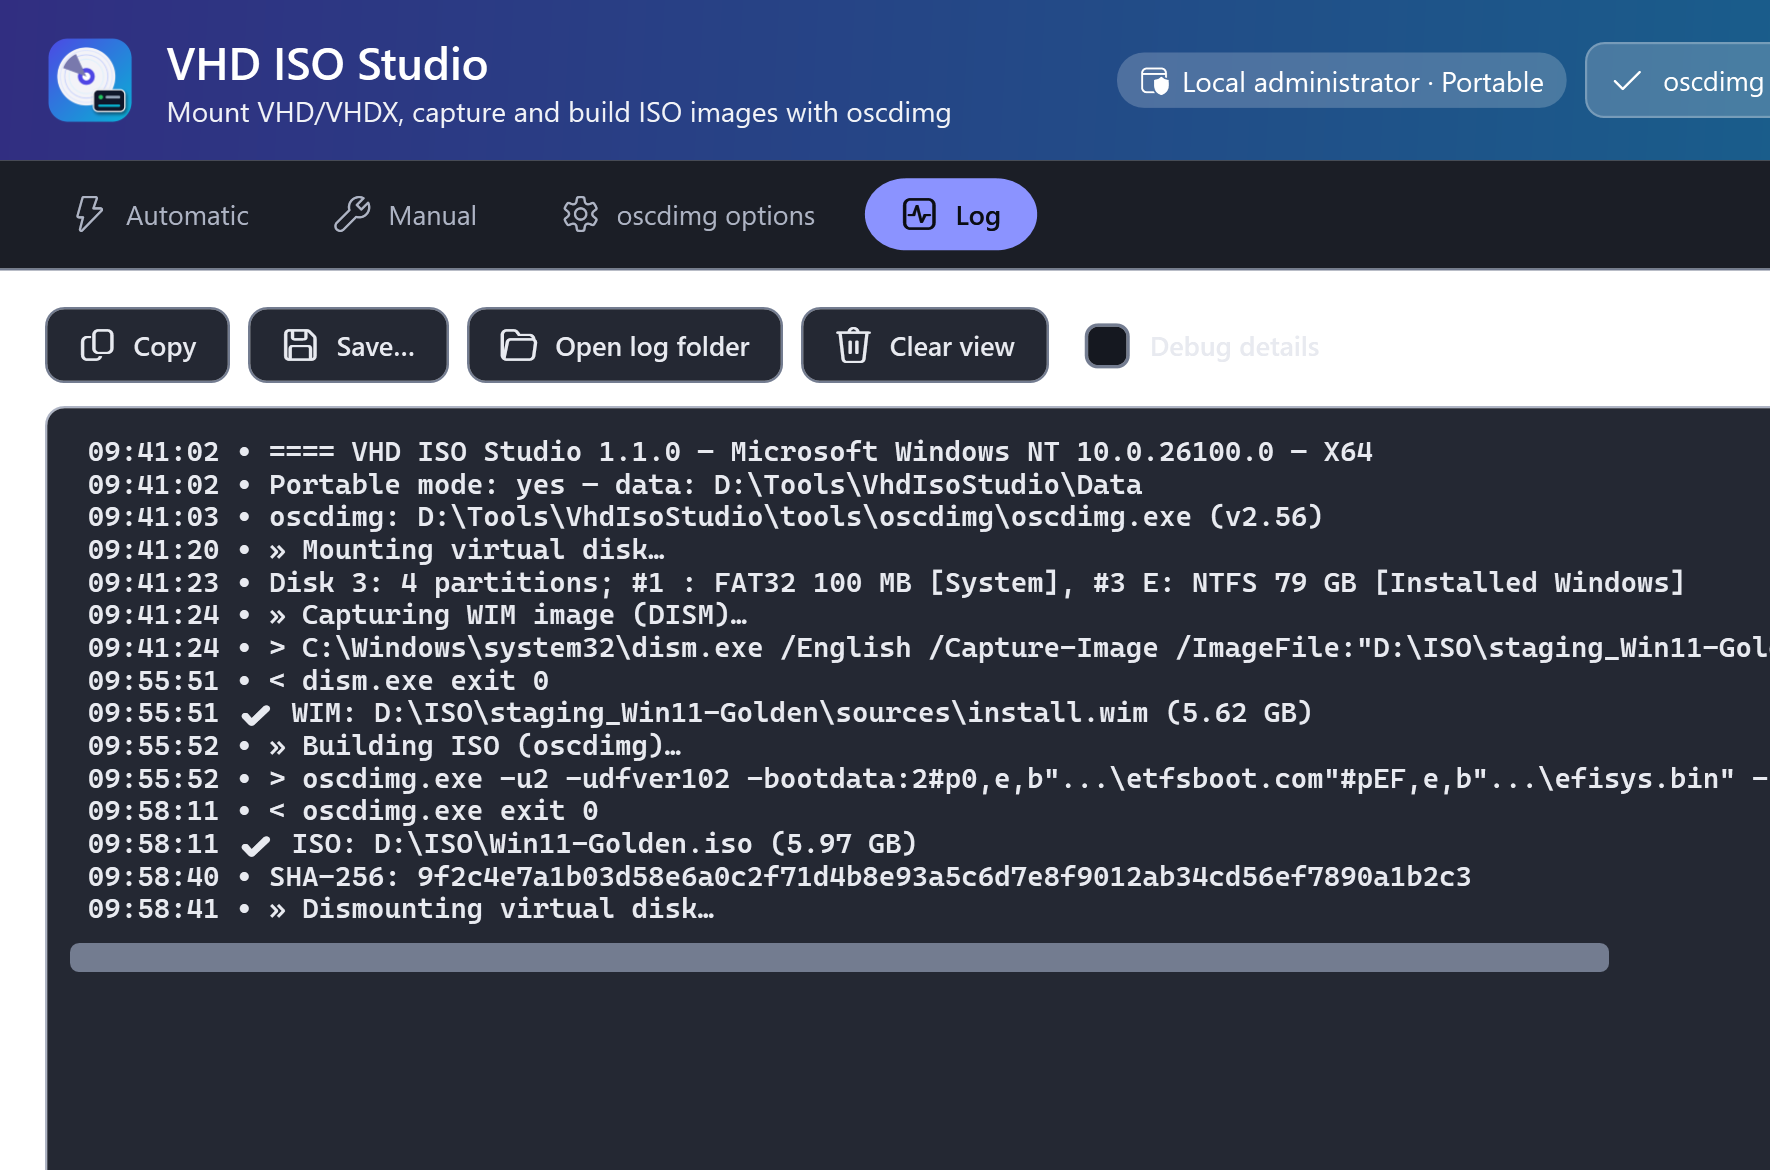 VHD ISO Studio
Mount VHD/VHDX, capture and build ISO images with oscdimg
Local administrator · Portable
oscdimg
Automatic
Manual
oscdimg options
Log
Copy
Save...
Open log folder
Clear view
Debug details
09:41:02 • ==== VHD ISO Studio 1.1.0 – Microsoft Windows NT 10.0.26100.0 – X64
09:41:02 • Portable mode: yes – data: D:\Tools\VhdIsoStudio\Data
09:41:03 • oscdimg: D:\Tools\VhdIsoStudio\tools\oscdimg\oscdimg.exe (v2.56)
09:41:20 • » Mounting virtual disk…
09:41:23 • Disk 3: 4 partitions; #1 : FAT32 100 MB [System], #3 E: NTFS 79 GB [Installed Windows]
09:41:24 • » Capturing WIM image (DISM)…
09:41:24 • > C:\Windows\system32\dism.exe /English /Capture-Image /ImageFile:"D:\ISO\staging_Win11-Gol
09:55:51 • < dism.exe exit 0
09:55:51 ✔ WIM: D:\ISO\staging_Win11-Golden\sources\install.wim (5.62 GB)
09:55:52 • » Building ISO (oscdimg)…
09:55:52 • > oscdimg.exe -u2 -udfver102 -bootdata:2#p0,e,b"...\etfsboot.com"#pEF,e,b"...\efisys.bin" -
09:58:11 • < oscdimg.exe exit 0
09:58:11 ✔ ISO: D:\ISO\Win11-Golden.iso (5.97 GB)
09:58:40 • SHA-256: 9f2c4e7a1b03d58e6a0c2f71d4b8e93a5c6d7e8f9012ab34cd56ef7890a1b2c3
09:58:41 • » Dismounting virtual disk…